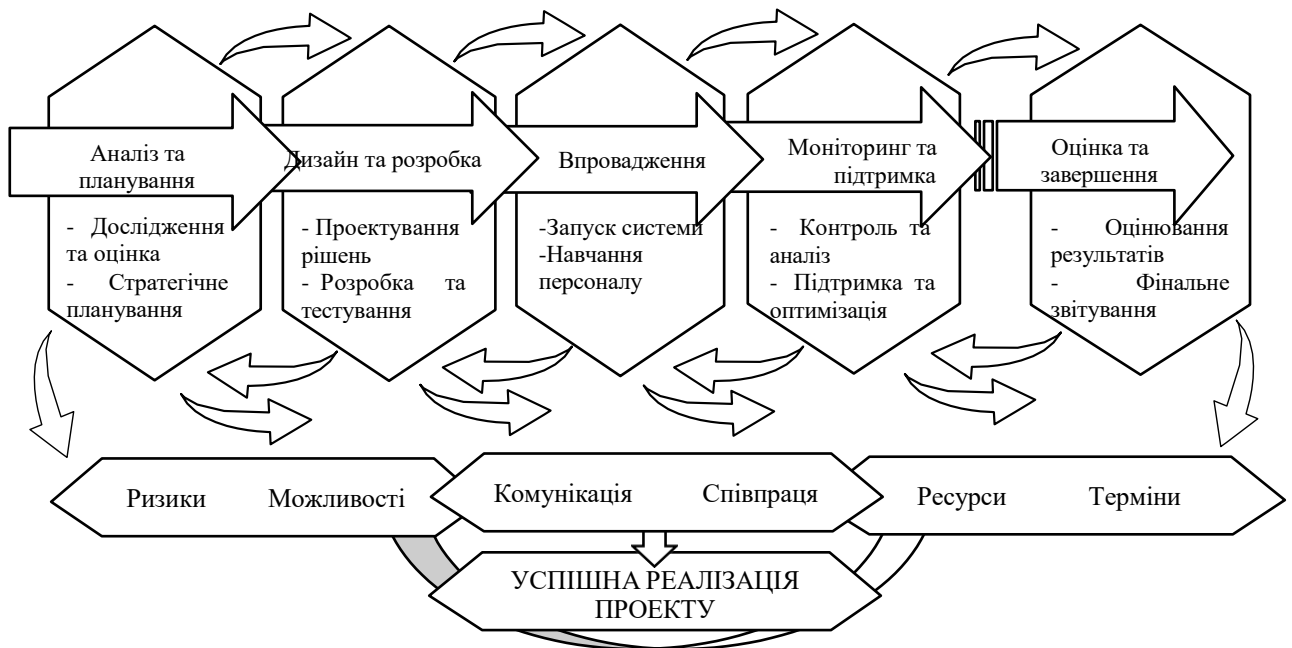 Аналіз та
планування
Дизайн та розробка
Впровадження
Моніторинг та
підтримка
Оцінка та
завершення
- Дослідження
та оцінка
- Стратегічне
планування
- Проектування
рішень
- Розробка та
тестування
-Запуск системи
-Навчання
персоналу
- Контроль та
аналіз
- Підтримка та
оптимізація
- Оцінювання
результатів
- Фінальне
звітування
Ризики Можливості
Комунікація Співпраця
Ресурси Терміни
УСПІШНА РЕАЛІЗАЦІЯ
ПРОЕКТУ